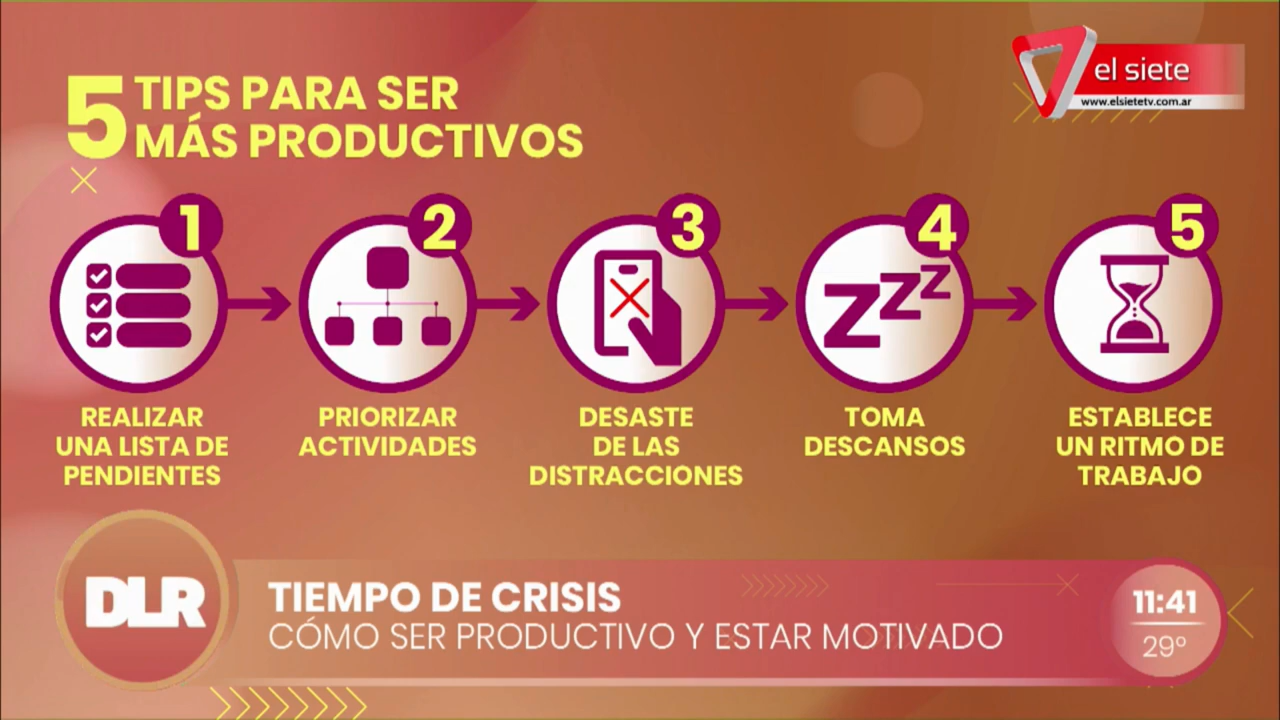 5 TIPS PARA SER
MÁS PRODUCTIVOS
el siete
www.elsietetv.com.ar
1
2
3
4
5
zzz
REALIZAR
UNA LISTA DE
PENDIENTES
PRIORIZAR
ACTIVIDADES
DESASTE
DE LAS
DISTRACCIONES
TOMA
DESCANSOS
ESTABLECE
UN RITMO DE
TRABAJO
DLR
TIEMPO DE CRISIS
CÓMO SER PRODUCTIVO Y ESTAR MOTIVADO
11:41
29º